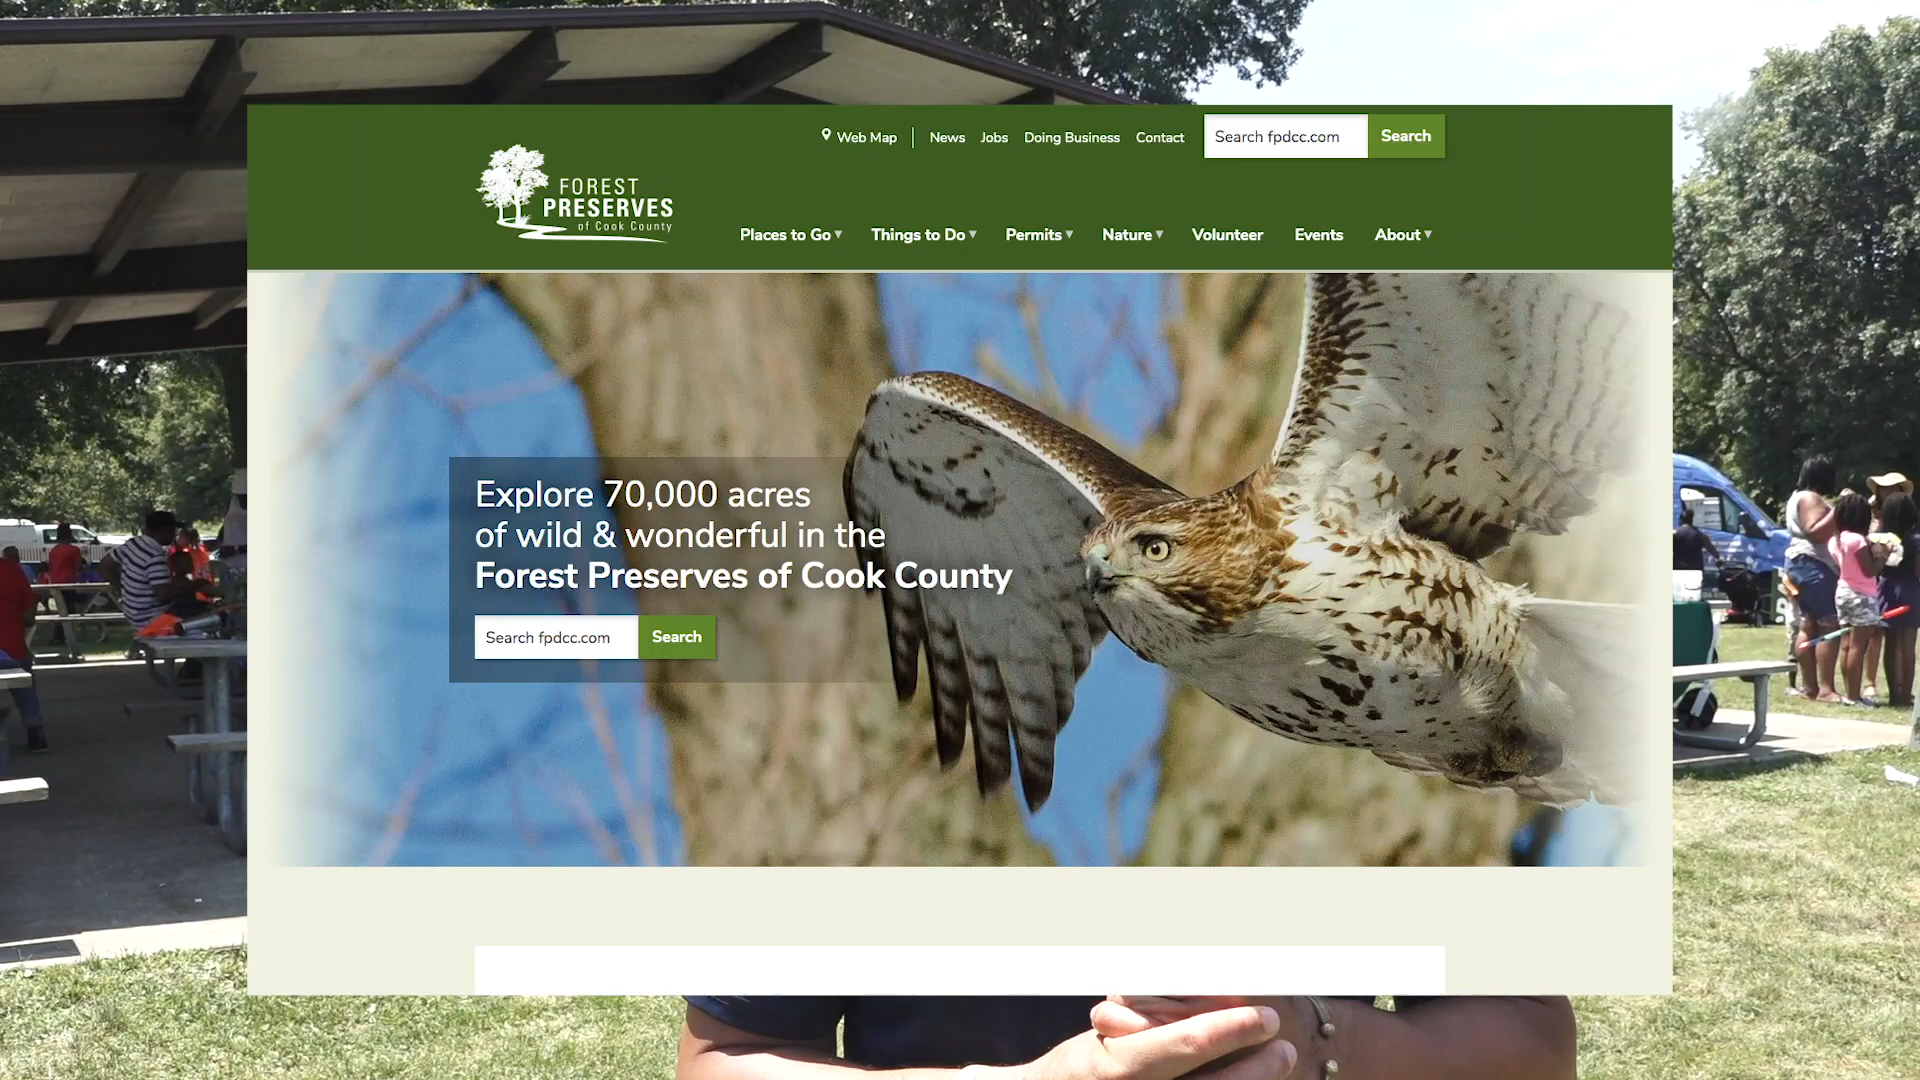 Web Map
News
Jobs
Doing Business
Contact
Search fpdcc.com
Search
FOREST
PRESERVES
of Cook County
Places to Go
Things to Do
Permits
Nature
Volunteer
Events
About
Explore 70,000 acres
of wild & wonderful in the
Forest Preserves of Cook County
Search fpdcc.com
Search